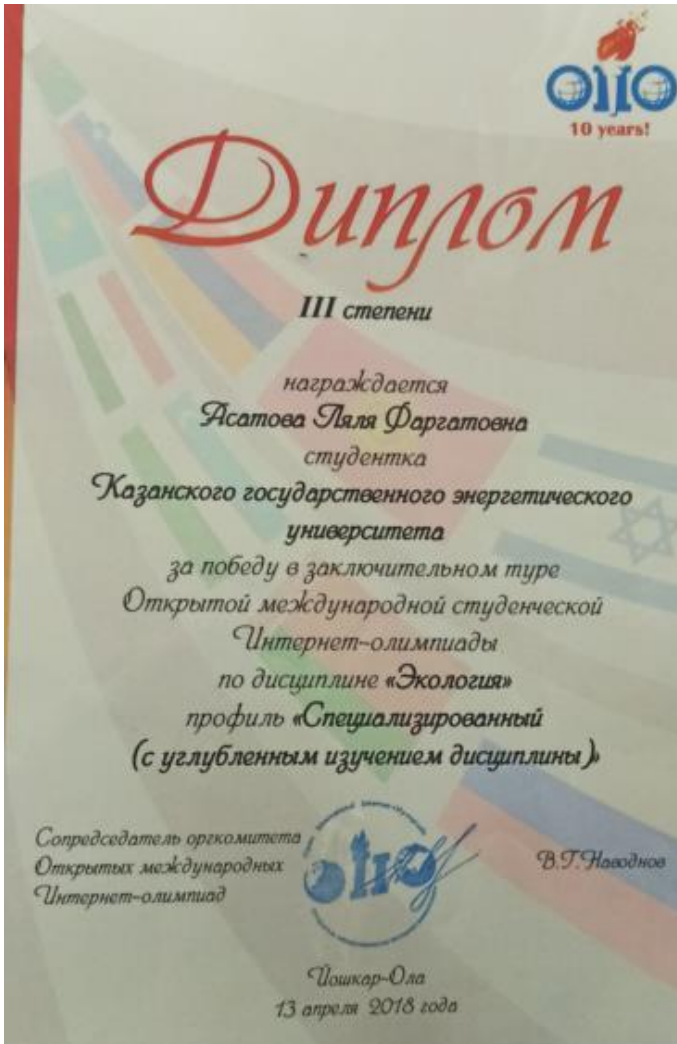 10 years!
Диплом
III степени
награждается
Асатова Ляля Фаргатовна
студентка
Казанского государственного энергетического
университета
за победу в заключительном туре
Открытой международной студенческой
Интернет-олимпиады
по дисциплине «Экология»
профиль «Специализированный
(с углубленным изучением дисциплины)»
Сопредседатель оргкомитета
Открытых международных
Интернет-олимпиад
В.Г.Наводнов
Йошкар-Ола
13 апреля 2018 года